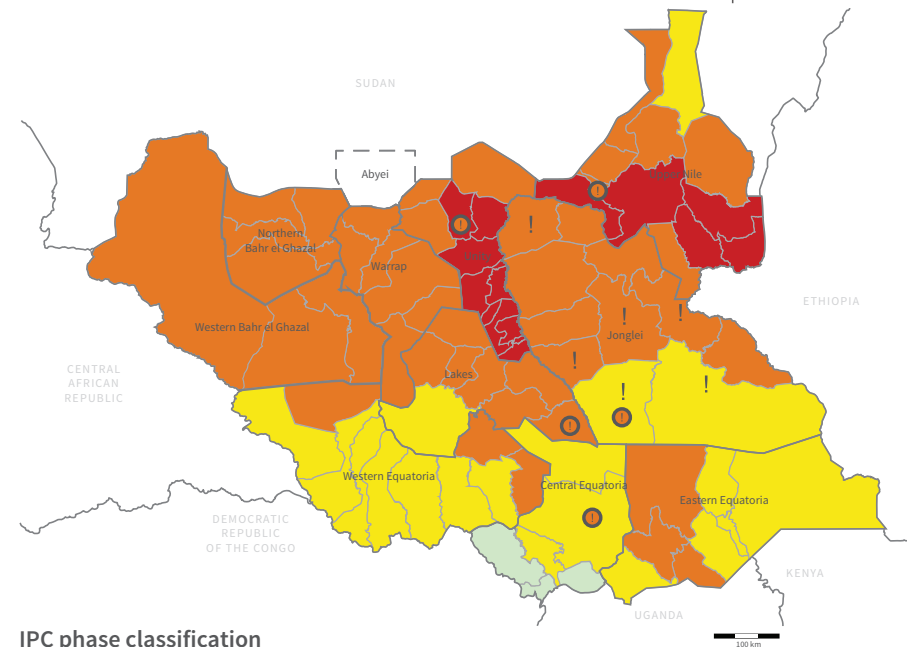 SUDAN
Abyei
Upper Nile
!
!
!
Northern
Bahr el Ghazal
Unity
Warrap
ETHIOPIA
!
!
Western Bahr el Ghazal
Jonglei
!
CENTRAL
AFRICAN
REPUBLIC
Lakes
!
!
!
!
Western Equatoria
Central Equatoria
Eastern Equatoria
!
DEMOCRATIC
REPUBLIC
OF THE CONGO
KENYA
UGANDA
IPC phase classification
100 km